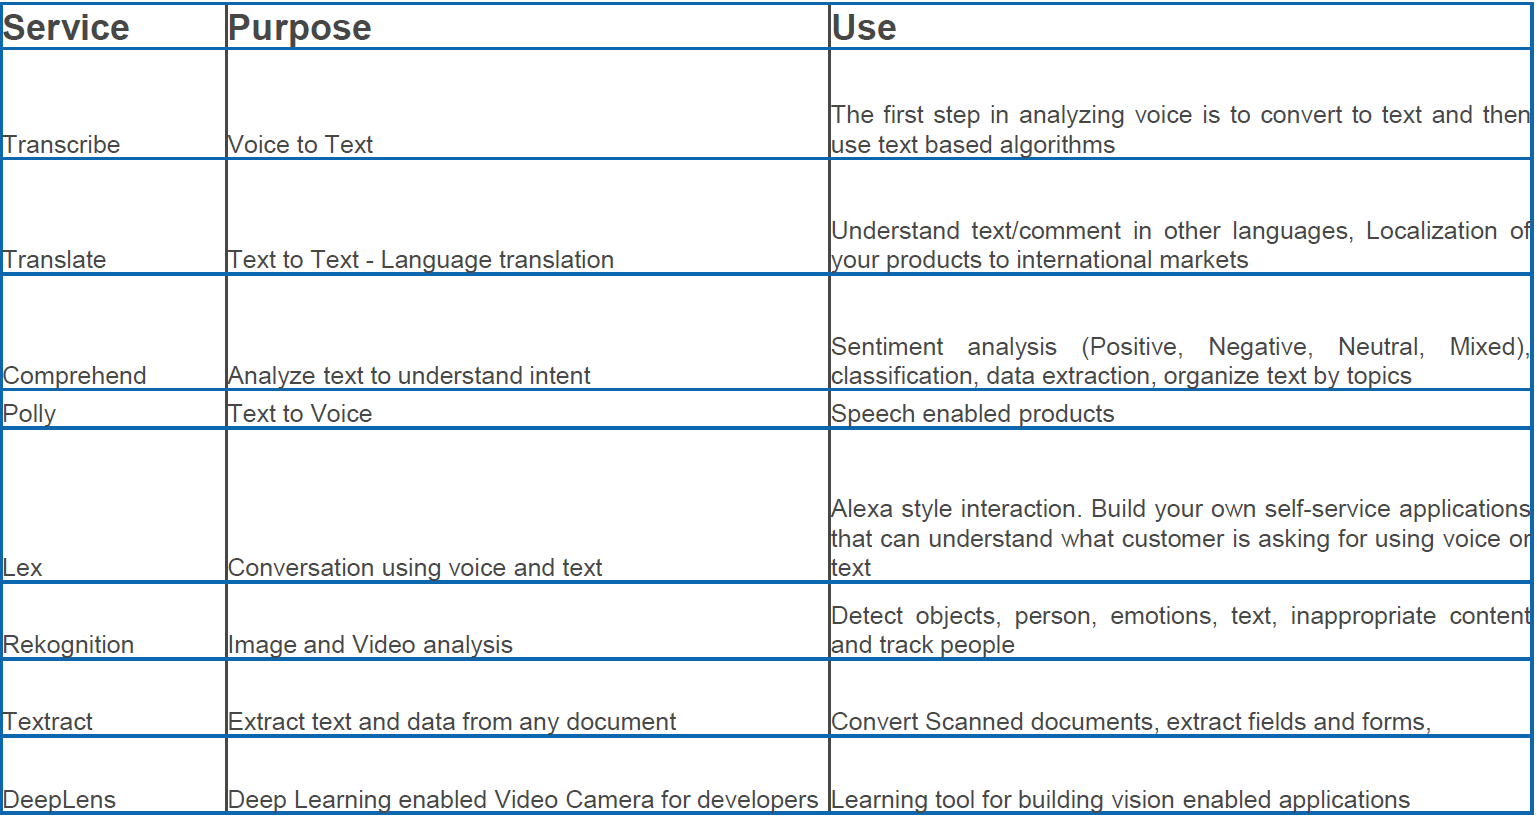 Service Purpose Use
The first step in analyzing voice is to convert to text and then
Transcribe Voice to Text use text based algorithms
Understand text/comment in other languages, Localization of
Translate Text to Text - Language translation your products to international markets
Sentiment analysis (Positive, Negative, Neutral, Mixed),
Comprehend Analyze text to understand intent classification, data extraction, organize text by topics
Polly Text to Voice Speech enabled products
Alexa style interaction. Build your own self-service applications
that can understand what customer is asking for using voice or
Lex Conversation using voice and text text
Detect objects, person, emotions, text, inappropriate content
Rekognition Image and Video analysis and track people
Textract Extract text and data from any document Convert Scanned documents, extract fields and forms,
DeepLens Deep Learning enabled Video Camera for developers Learning tool for building vision enabled applications